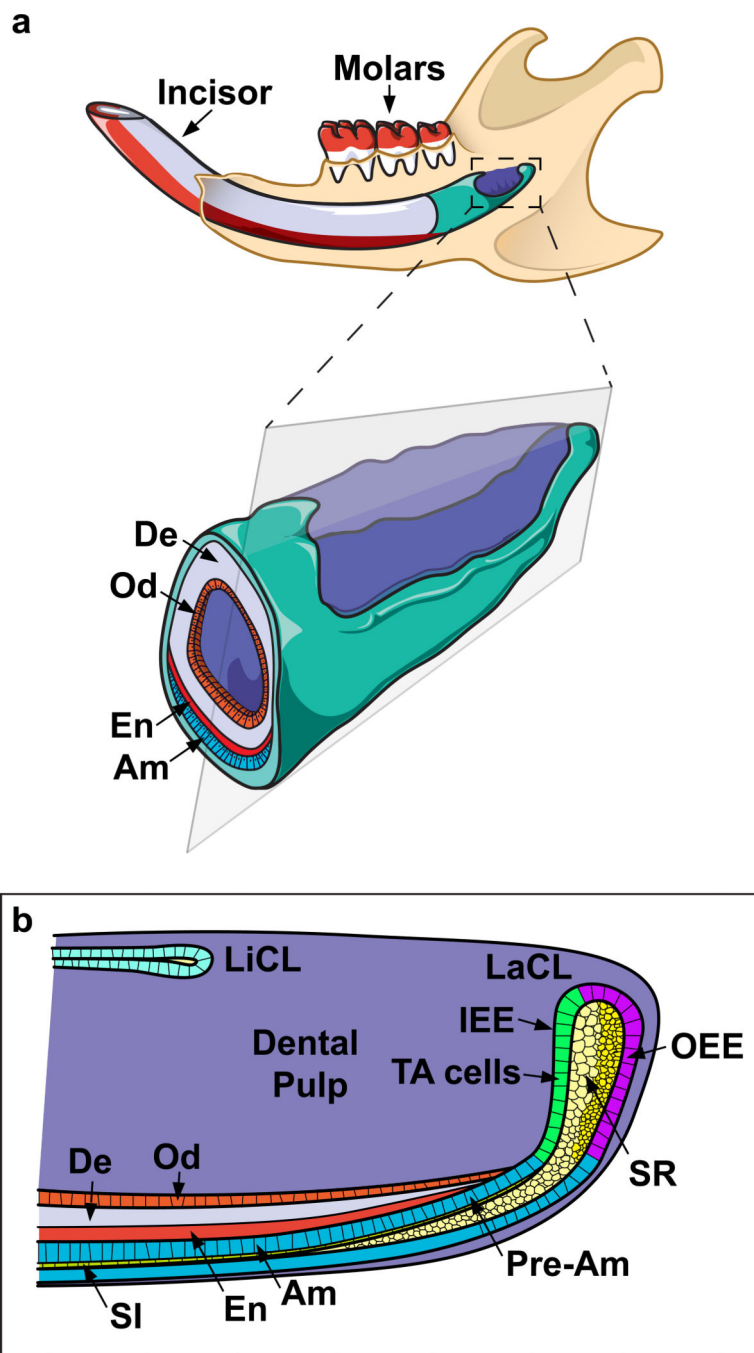 a
Molars
Incisor
De
Od
En
Am
b
LiCL
LaCL
IEE
OEE
Dental
Pulp
TA cells
De
Od
SR
Pre-Am
Am
En
SI